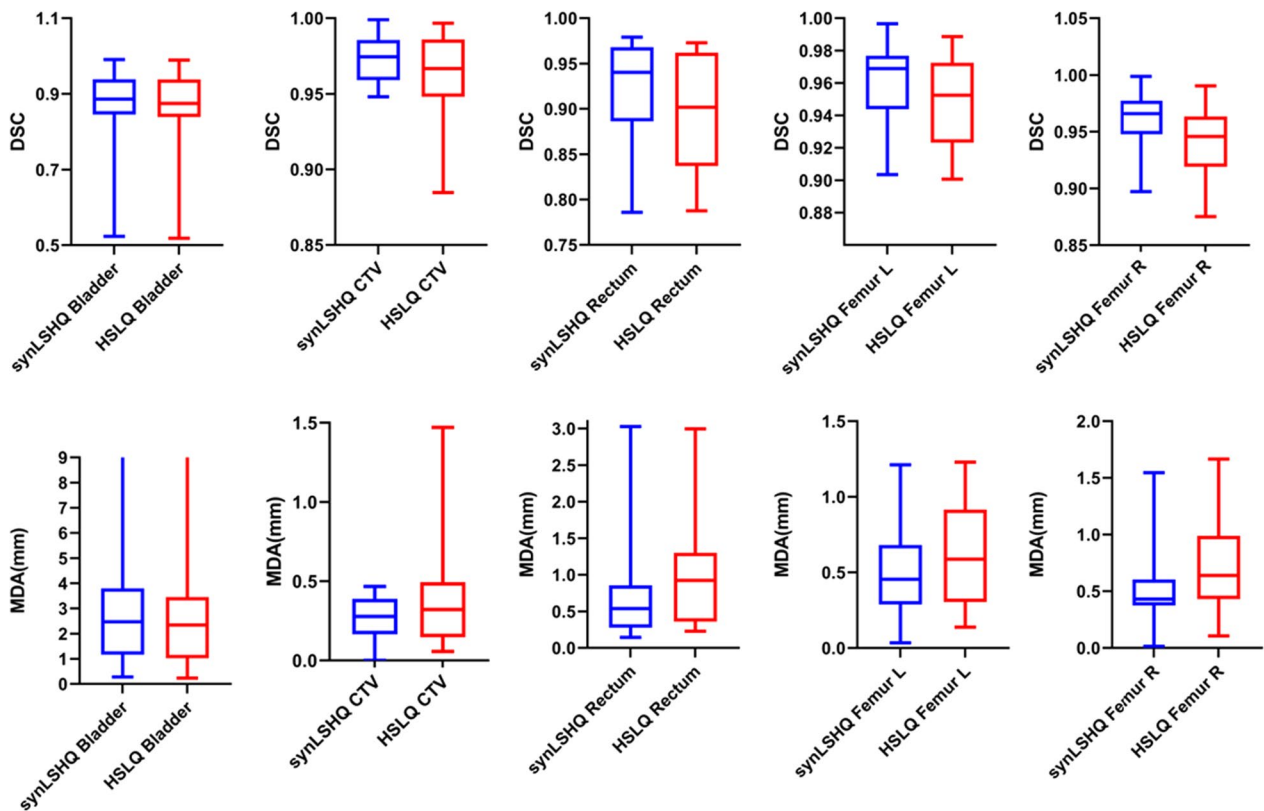 DSC
1.1
0.9
0.7
0.5
synLSHQ Bladder
HSLQ Bladder
DSC
1.00
0.95
0.90
0.85
synLSHQ CTV
HSLQ CTV
DSC
1.00
0.95
0.90
0.85
0.80
0.75
synLSHQ Rectum
HSLQ Rectum
DSC
1.00
0.98
0.96
0.94
0.92
0.90
0.88
synLSHQ Femur L
HSLQ Femur L
DSC
1.05
1.00
0.95
0.90
0.85
synLSHQ Femur R
HSLQ Femur R
MDA(mm)
9
8
7
6
5
4
3
2
1
0
synLSHQ Bladder
HSLQ Bladder
MDA(mm)
1.5
1.0
0.5
0.0
synLSHQ CTV
HSLQ CTV
MDA(mm)
3.0
2.5
2.0
1.5
1.0
0.5
0.0
synLSHQ Rectum
HSLQ Rectum
MDA(mm)
1.5
1.0
0.5
0.0
synLSHQ Femur L
HSLQ Femur L
MDA(mm)
2.0
1.5
1.0
0.5
0.0
synLSHQ Femur R
HSLQ Femur R